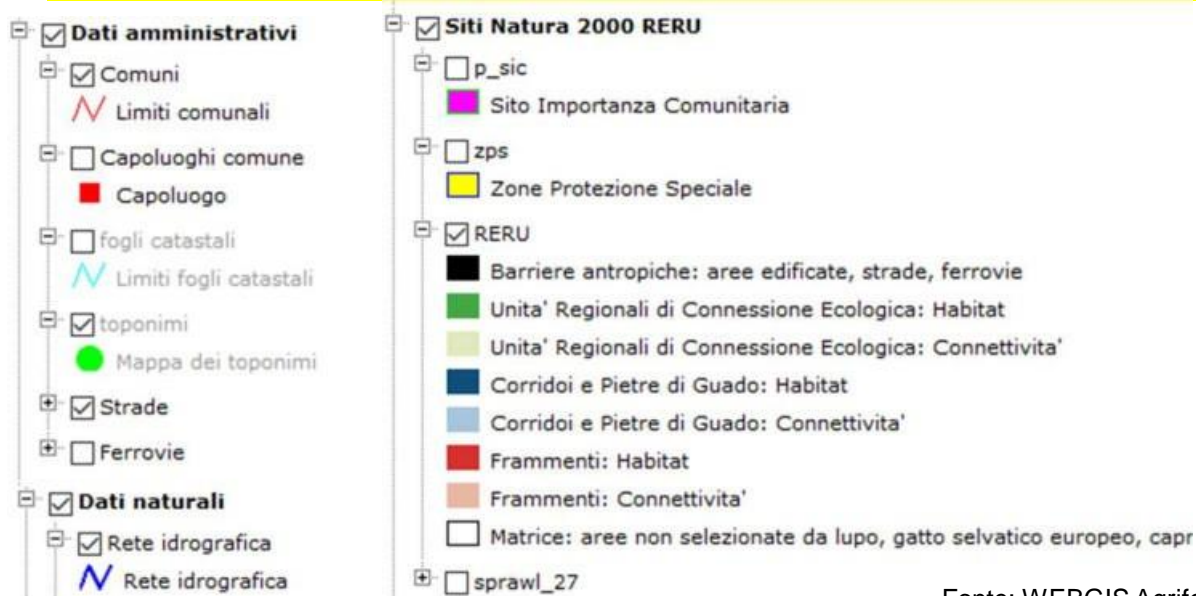 Dati amministrativi
Comuni
Limiti comunali
Capoluoghi comune
Capoluogo
fogli catastali
Limiti fogli catastali
toponimi
Mappa dei toponimi
Strade
Ferrovie
Dati naturali
Rete idrografica
Rete idrografica
Siti Natura 2000 RERU
p_sic
Sito Importanza Comunitaria
zps
Zone Protezione Speciale
RERU
Barriere antropiche: aree edificate, strade, ferrovie
Unita' Regionali di Connessione Ecologica: Habitat
Unita' Regionali di Connessione Ecologica: Connettivita'
Corridoi e Pietre di Guado: Habitat
Corridoi e Pietre di Guado: Connettivita'
Frammenti: Habitat
Frammenti: Connettivita'
Matrice: aree non selezionate da lupo, gatto selvatico europeo, capr
sprawl_27
Fonte: WEBGIS